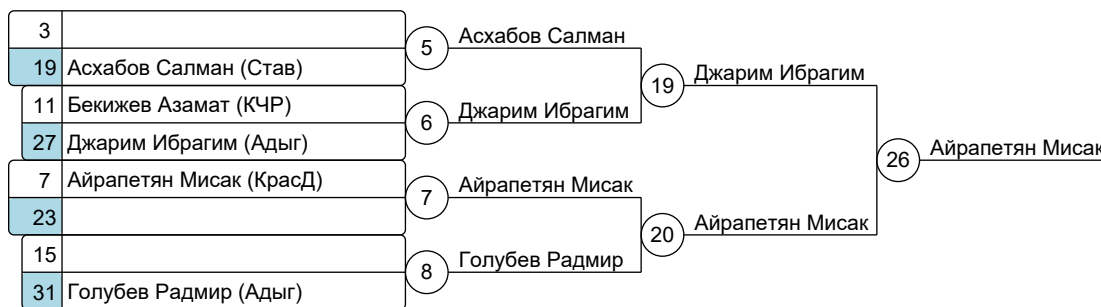 3
19 Асхабов Салман (Став)
11 Бекижев Азамат (КЧР)
27 Джарим Ибрагим (Адыг)
7 Айрапетян Мисак (КрасД)
23
15
31 Голубев Радмир (Адыг)
5 Асхабов Салман
6 Джарим Ибрагим
7 Айрапетян Мисак
8 Голубев Радмир
19 Джарим Ибрагим
20 Айрапетян Мисак
26 Айрапетян Мисак